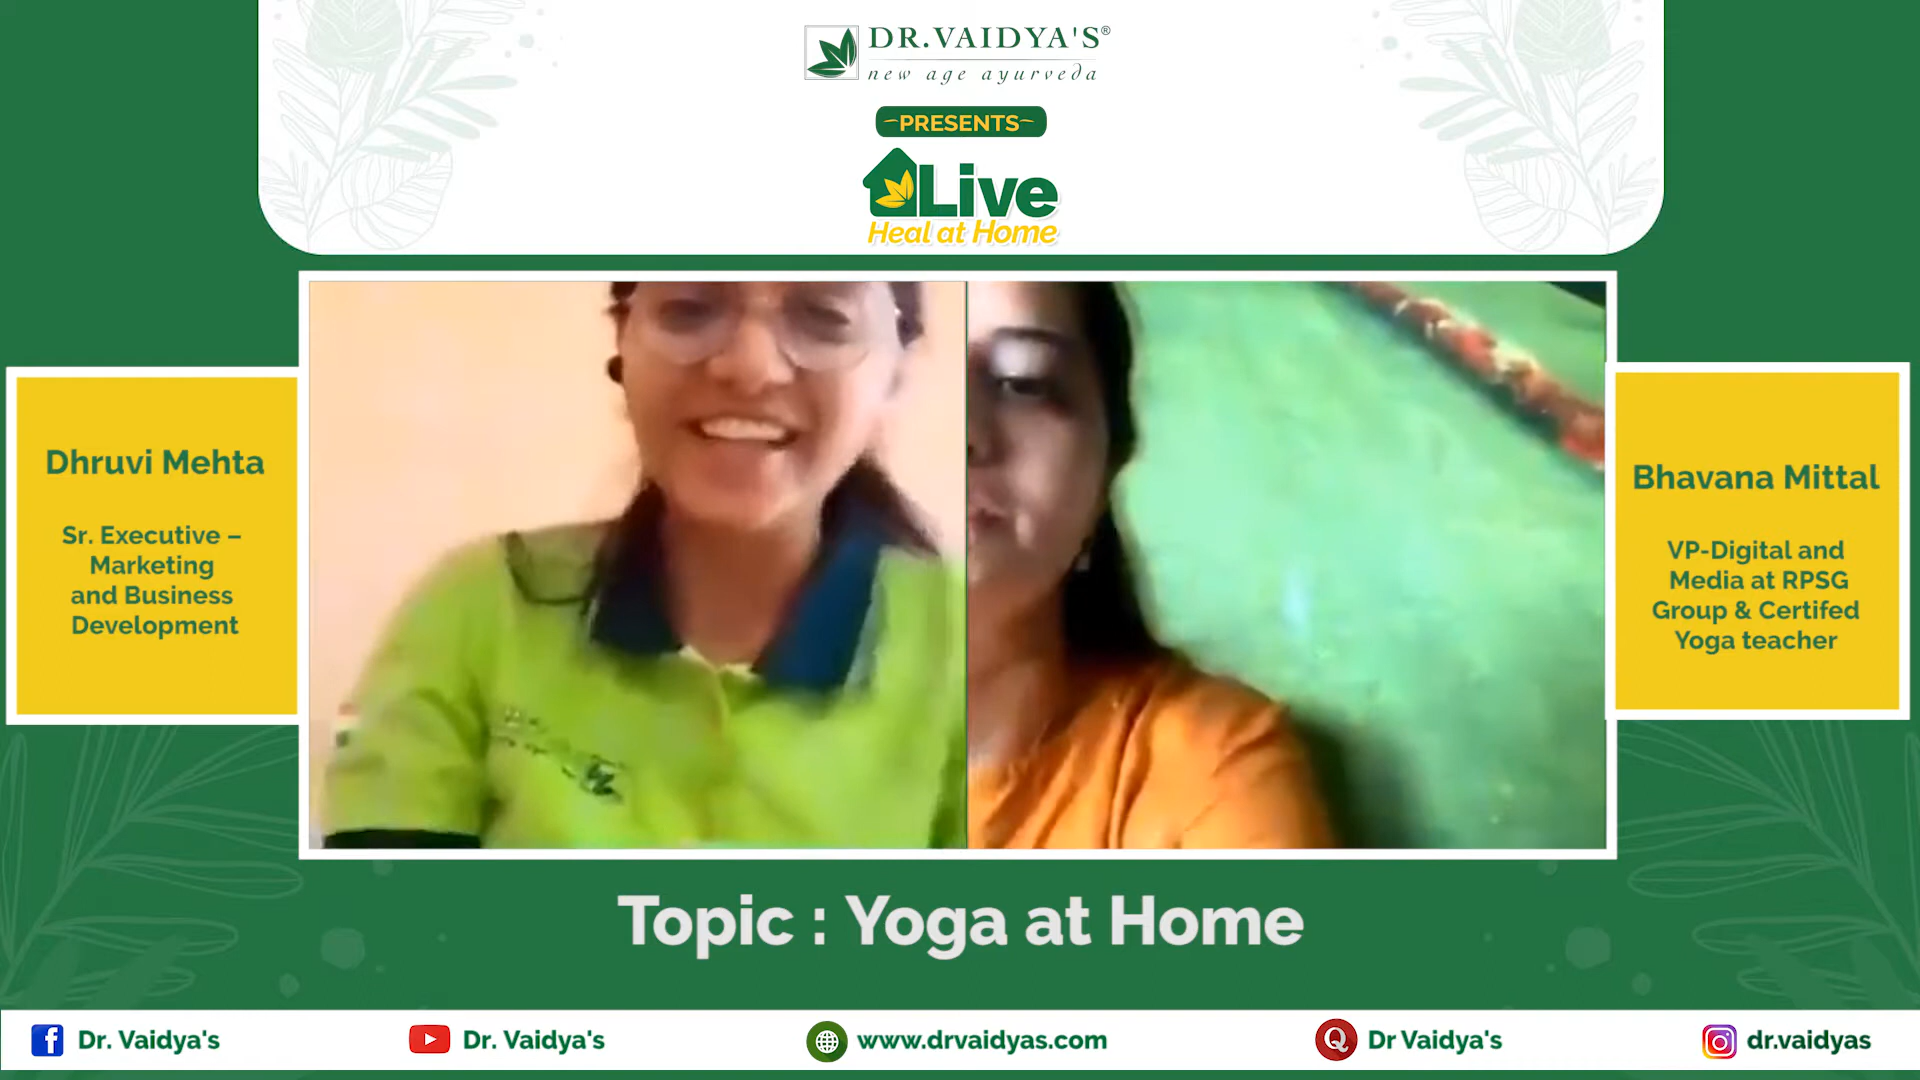 DR.VAIDYA'S®
new age ayurveda
PRESENTS
Live
Heal at Home
Dhruvi Mehta
Sr. Executive –
Marketing
and Business
Development
Bhavana Mittal
VP-Digital and
Media at RPSG
Group & Certifed
Yoga teacher
Topic : Yoga at Home
Dr. Vaidya's
Dr. Vaidya's
www.drvaidyas.com
Dr Vaidya's
dr.vaidyas